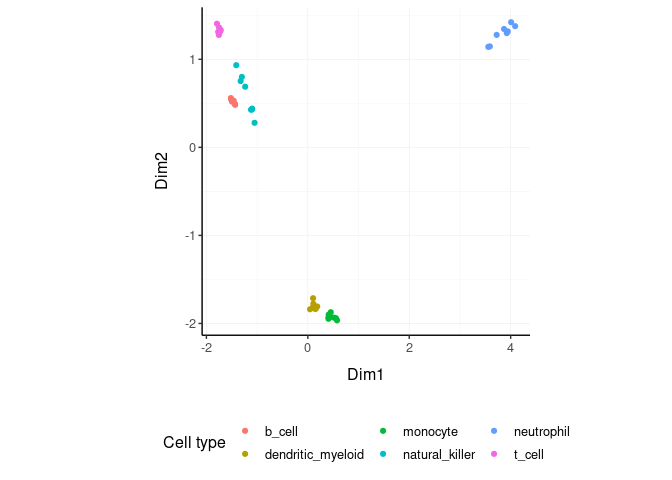 1
0
-1
-2
Dim2
-2 0 2 4
Dim1
Cell type
b_cell monocyte neutrophil
dendritic_myeloid natural_killer t_cell